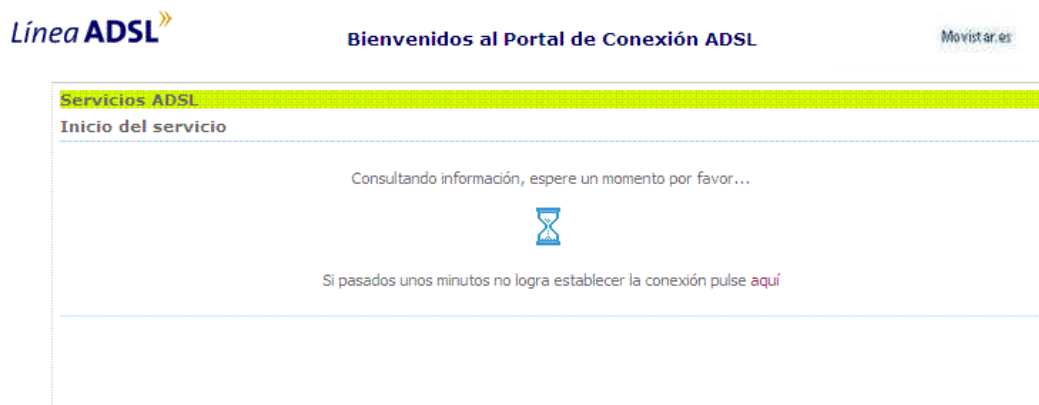 Línea ADSL»
Bienvenidos al Portal de Conexión ADSL
Movistar.es
Servicios ADSL
Inicio del servicio
Consultando información, espere un momento por favor...
Si pasados unos minutos no logra establecer la conexión pulse aquí